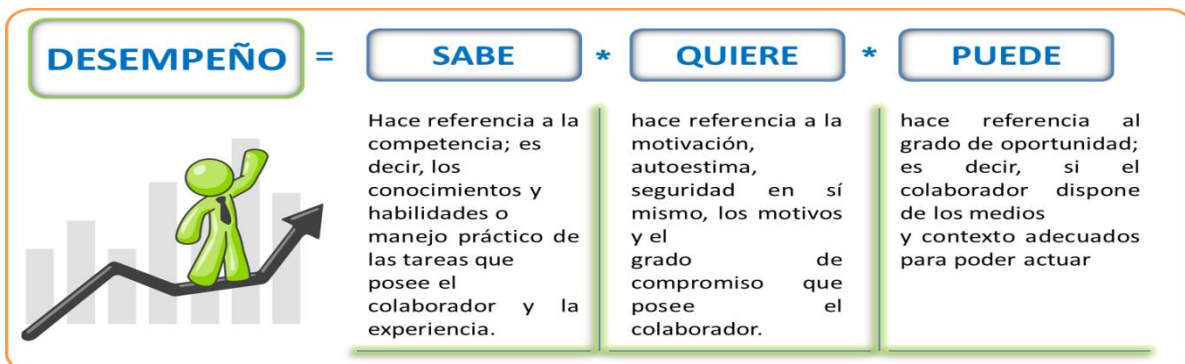 DESEMPEÑO = SABE * QUIERE * PUEDE
Hace referencia a la
competencia; es
decir, los
conocimientos y
habilidades o
manejo práctico de
las tareas que
posee el
colaborador y la
experiencia.
hace referencia a la
motivación,
autoestima,
seguridad en sí
mismo, los motivos
y el
grado de
compromiso que
posee el
colaborador.
hace referencia al
grado de oportunidad;
es decir, si el
colaborador dispone
de los medios
y contexto adecuados
para poder actuar